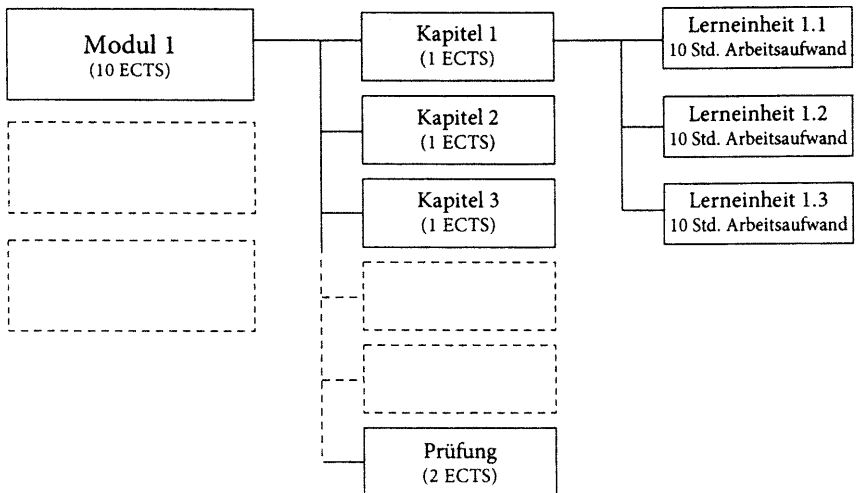 Modul 1
(10 ECTS)
Kapitel 1
(1 ECTS)
Kapitel 2
(1 ECTS)
Kapitel 3
(1 ECTS)
Prüfung
(2 ECTS)
Lerneinheit 1.1
10 Std. Arbeitsaufwand
Lerneinheit 1.2
10 Std. Arbeitsaufwand
Lerneinheit 1.3
10 Std. Arbeitsaufwand